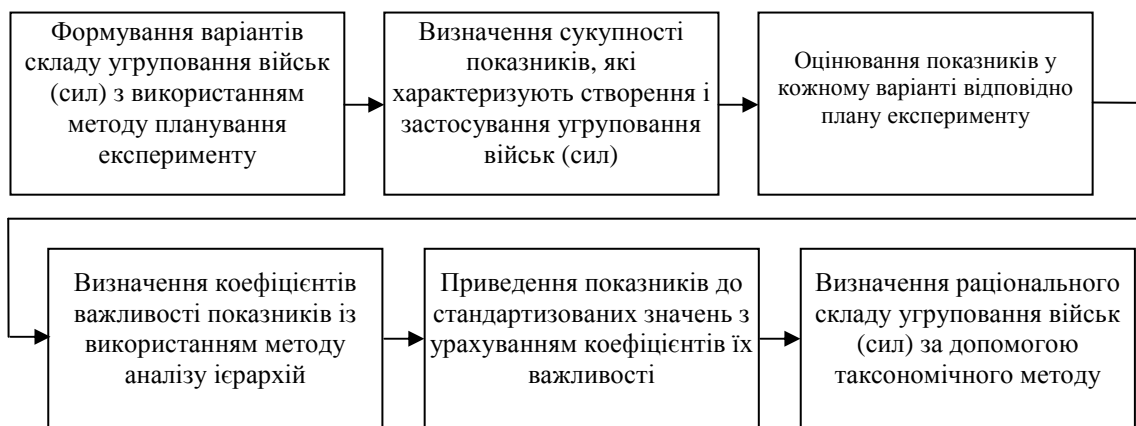 Формування варіантів
складу угруповання військ
(сил) з використанням
методу планування
експерименту
Визначення сукупності
показників, які
характеризують створення і
застосування угруповання
військ (сил)
Оцінювання показників у
кожному варіанті відповідно
плану експерименту
Визначення коефіцієнтів
важливості показників із
використанням методу
аналізу ієрархій
Приведення показників до
стандартизованих значень з
урахуванням коефіцієнтів їх
важливості
Визначення раціонального
складу угруповання військ
(сил) за допомогою
таксономічного методу